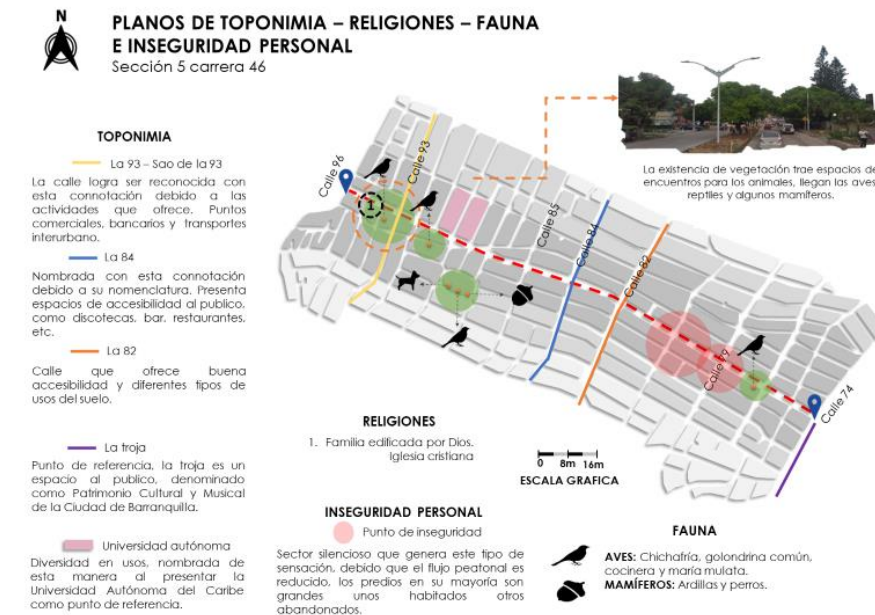 N
PLANOS DE TOPONIMIA – RELIGIONES – FAUNA
E INSEGURIDAD PERSONAL
Sección 5 carrera 46
TOPONIMIA
La 93 – Sao de la 93
La calle logra ser reconocida con
esta connotación debido a las
actividades que ofrece. Puntos
comerciales, bancarios y transportes
interurbano.
La 84
Nombrada con esta connotación
debido a su nomenclatura. Presenta
espacios de accesibilidad al publico,
como discotecas, bar, restaurantes,
etc.
La 82
Calle que ofrece buena
accesibilidad y diferentes tipos de
usos del suelo.
La troja
Punto de referencia, la troja es un
espacio al publico, denominado
como Patrimonio Cultural y Musical
de la Ciudad de Barranquilla.
Universidad autónoma
Diversidad en usos, nombrada de
esta manera al presentar la
Universidad Autónoma del Caribe
como punto de referencia.
Calle 96
1
Calle 93
Calle 85
Calle 84
Calle 82
Calle 79
Calle 74
La existencia de vegetación trae espacios de
encuentros para los animales, llegan las aves,
reptiles y algunos mamíferos.
RELIGIONES
1. Familia edificada por Dios.
Iglesia cristiana
0 8m 16m
ESCALA GRAFICA
INSEGURIDAD PERSONAL
Punto de inseguridad
Sector silencioso que genera este tipo de
sensación, debido que el flujo peatonal es
reducido, los predios en su mayoría son
grandes unos habitados otros
abandonados.
FAUNA
AVES: Chichafría, golondrina común,
cocinera y maría mulata.
MAMÍFEROS: Ardillas y perros.